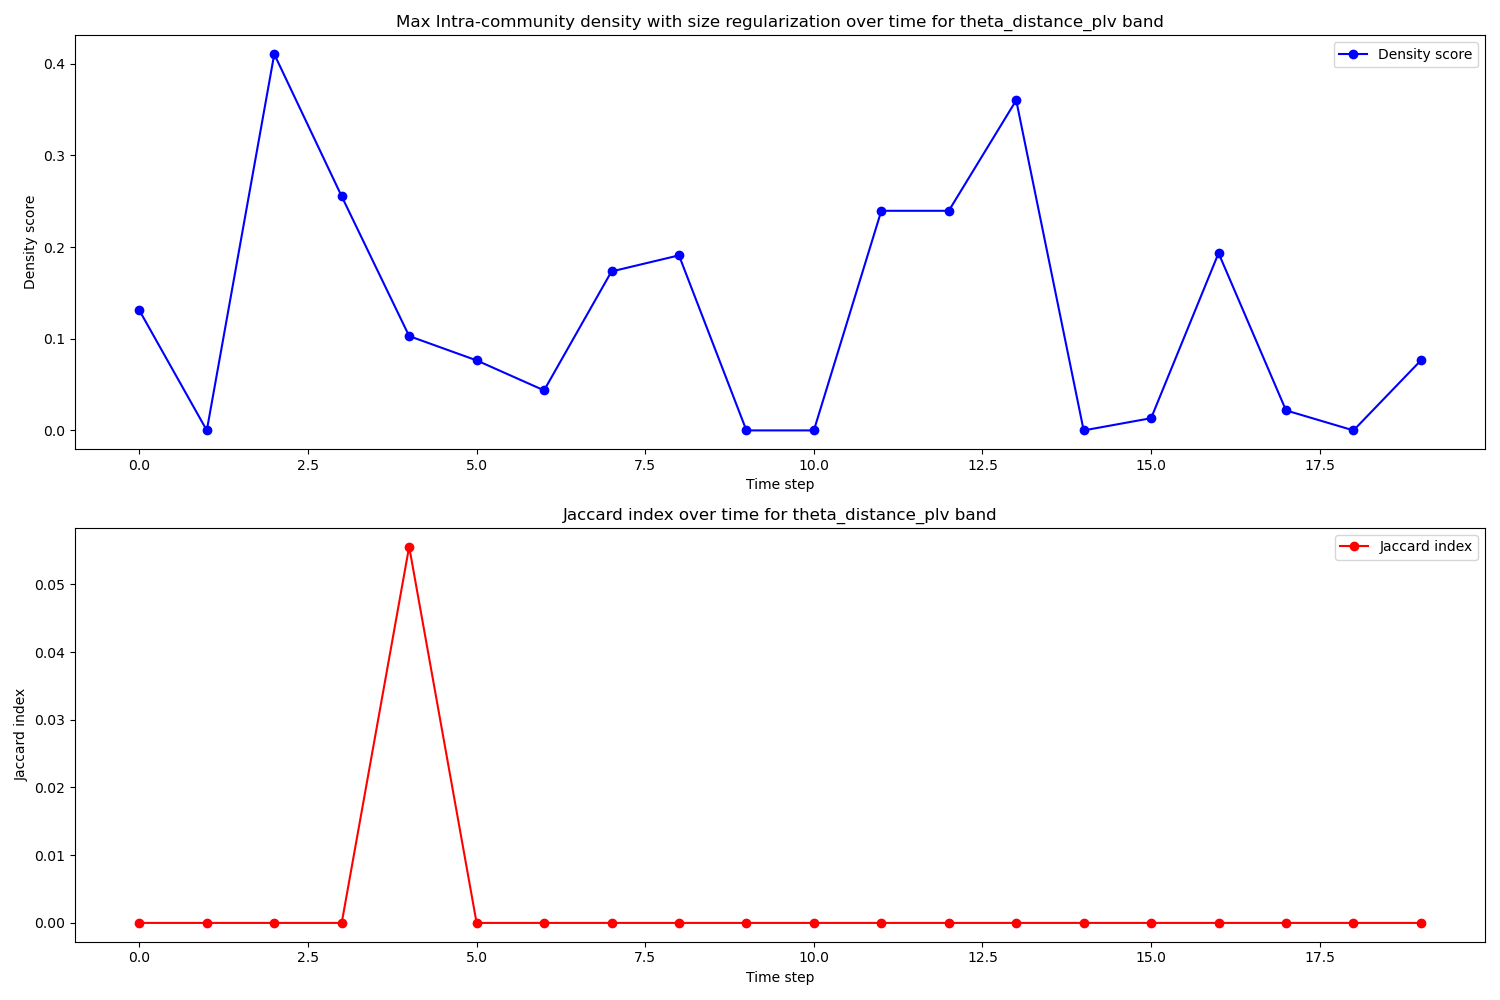 Max Intra-community density with size regularization over time for theta_distance_plv band
Density score
0.4
0.3
0.2
0.1
0.0
Density score
0.0 2.5 5.0 7.5 10.0 12.5 15.0 17.5
Time step
Jaccard index over time for theta_distance_plv band
Jaccard index
0.05
0.04
0.03
0.02
0.01
0.00
Jaccard index
0.0 2.5 5.0 7.5 10.0 12.5 15.0 17.5
Time step